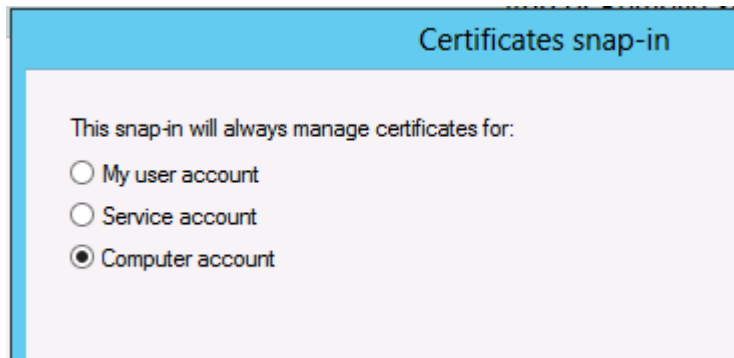 Certificates snap-in
This snap-in will always manage certificates for:
My user account
Service account
Computer account